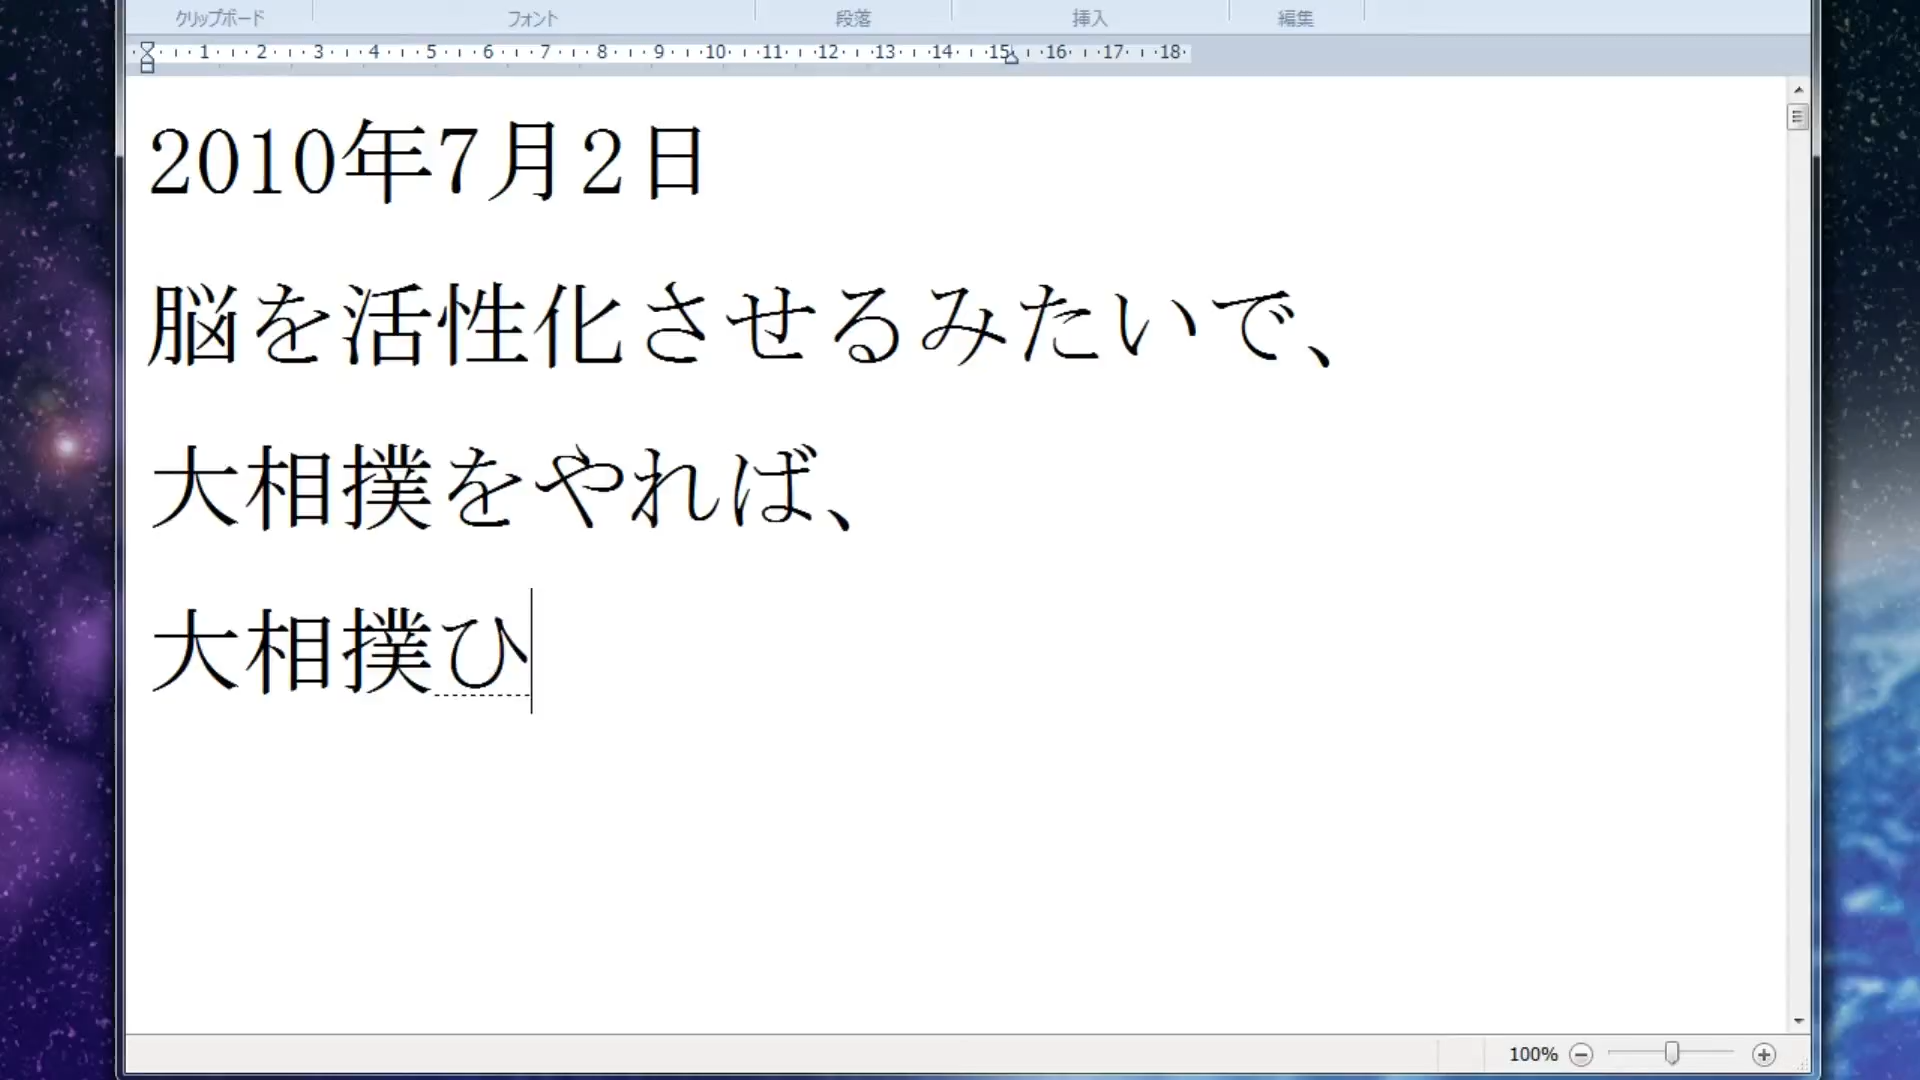 クリップボード フォント 段落 挿入 編集
1 2 3 4 5 6 7 8 9 10 11 12 13 14 15 16 17 18
2010年7月2日
脳を活性化させるみたいで、
大相撲をやれば、
大相撲ひ
100%